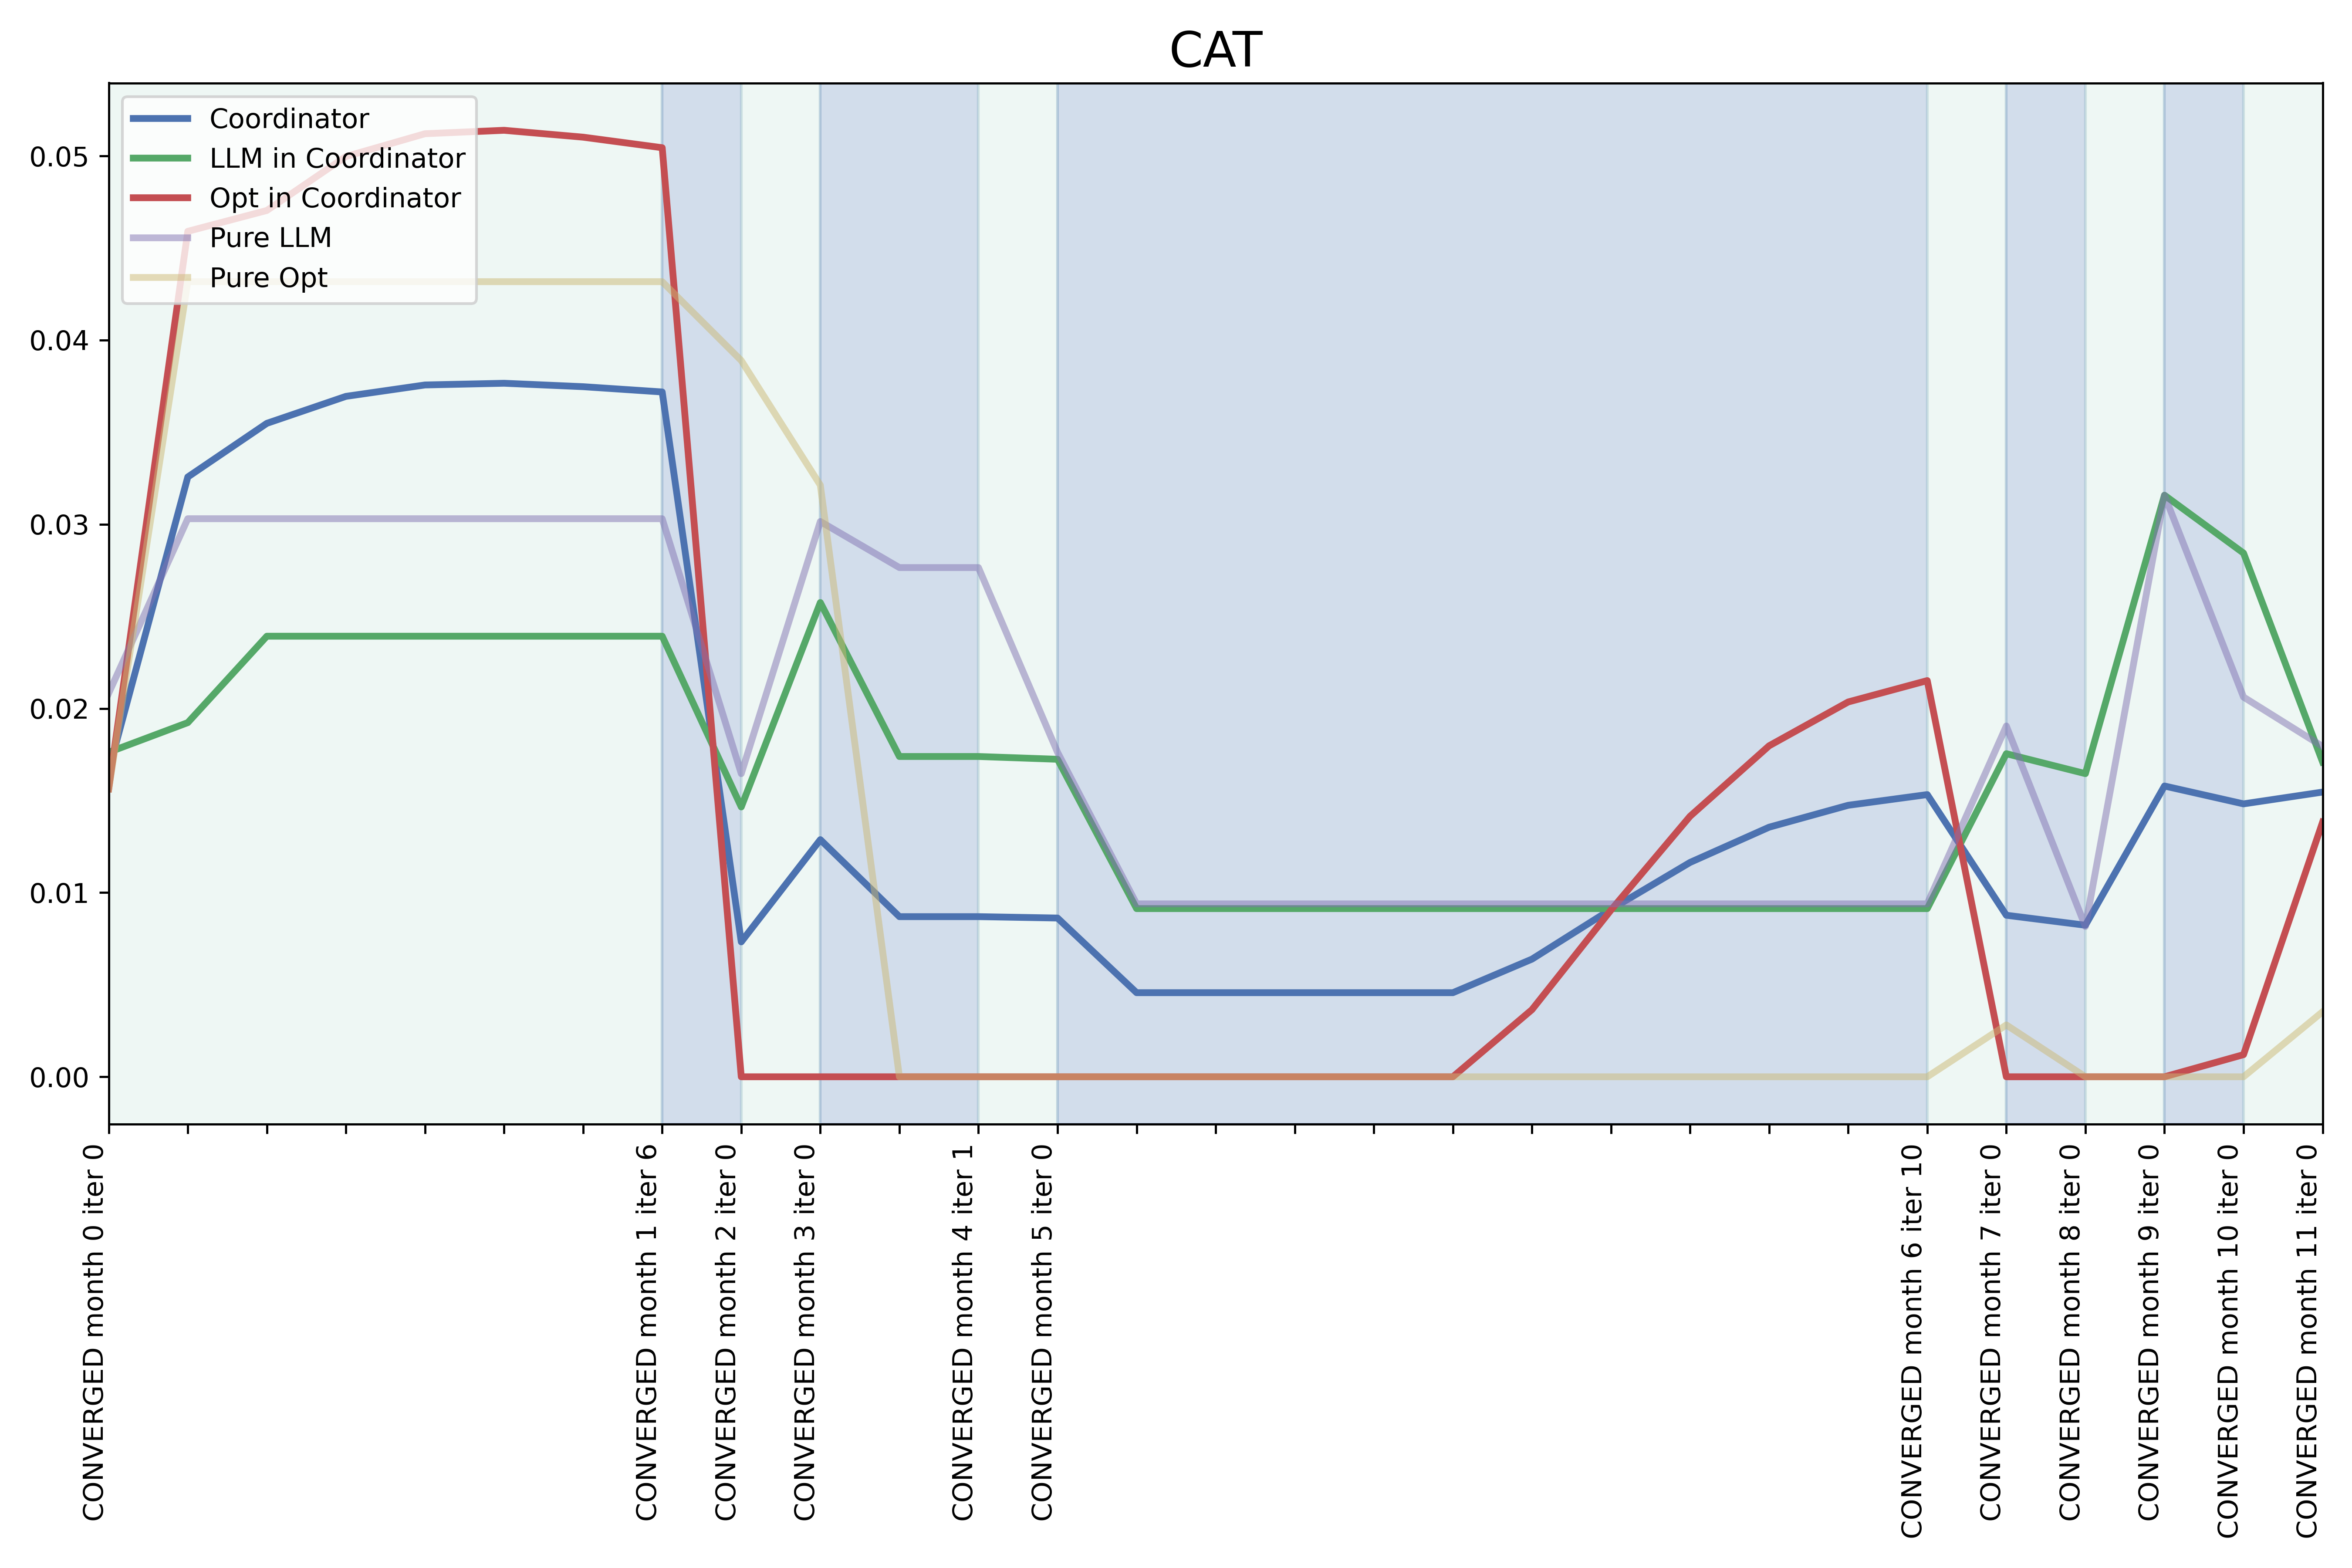 CAT
Coordinator
LLM in Coordinator
Opt in Coordinator
Pure LLM
Pure Opt
0.05
0.04
0.03
0.02
0.01
0.00
CONVERGED month 0 iter 0
CONVERGED month 1 iter 6
CONVERGED month 2 iter 0
CONVERGED month 3 iter 0
CONVERGED month 4 iter 1
CONVERGED month 5 iter 0
CONVERGED month 6 iter 10
CONVERGED month 7 iter 0
CONVERGED month 8 iter 0
CONVERGED month 9 iter 0
CONVERGED month 10 iter 0
CONVERGED month 11 iter 0